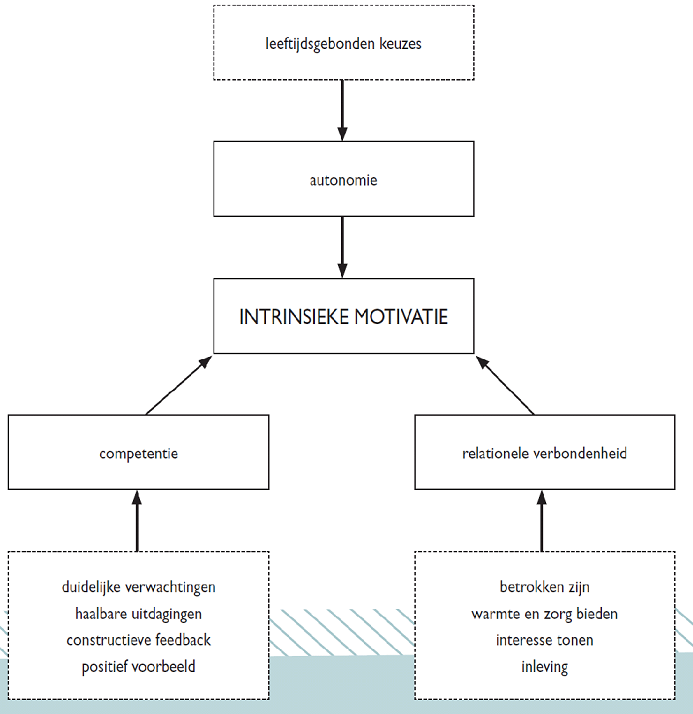 leeftijdsgebonden keuzes
autonomie
INTRINSIEKE MOTIVATIE
competentie
relationele verbondenheid
duidelijke verwachtingen
haalbare uitdagingen
constructieve feedback
positief voorbeeld
betrokken zijn
warmte en zorg bieden
interesse tonen
inleving